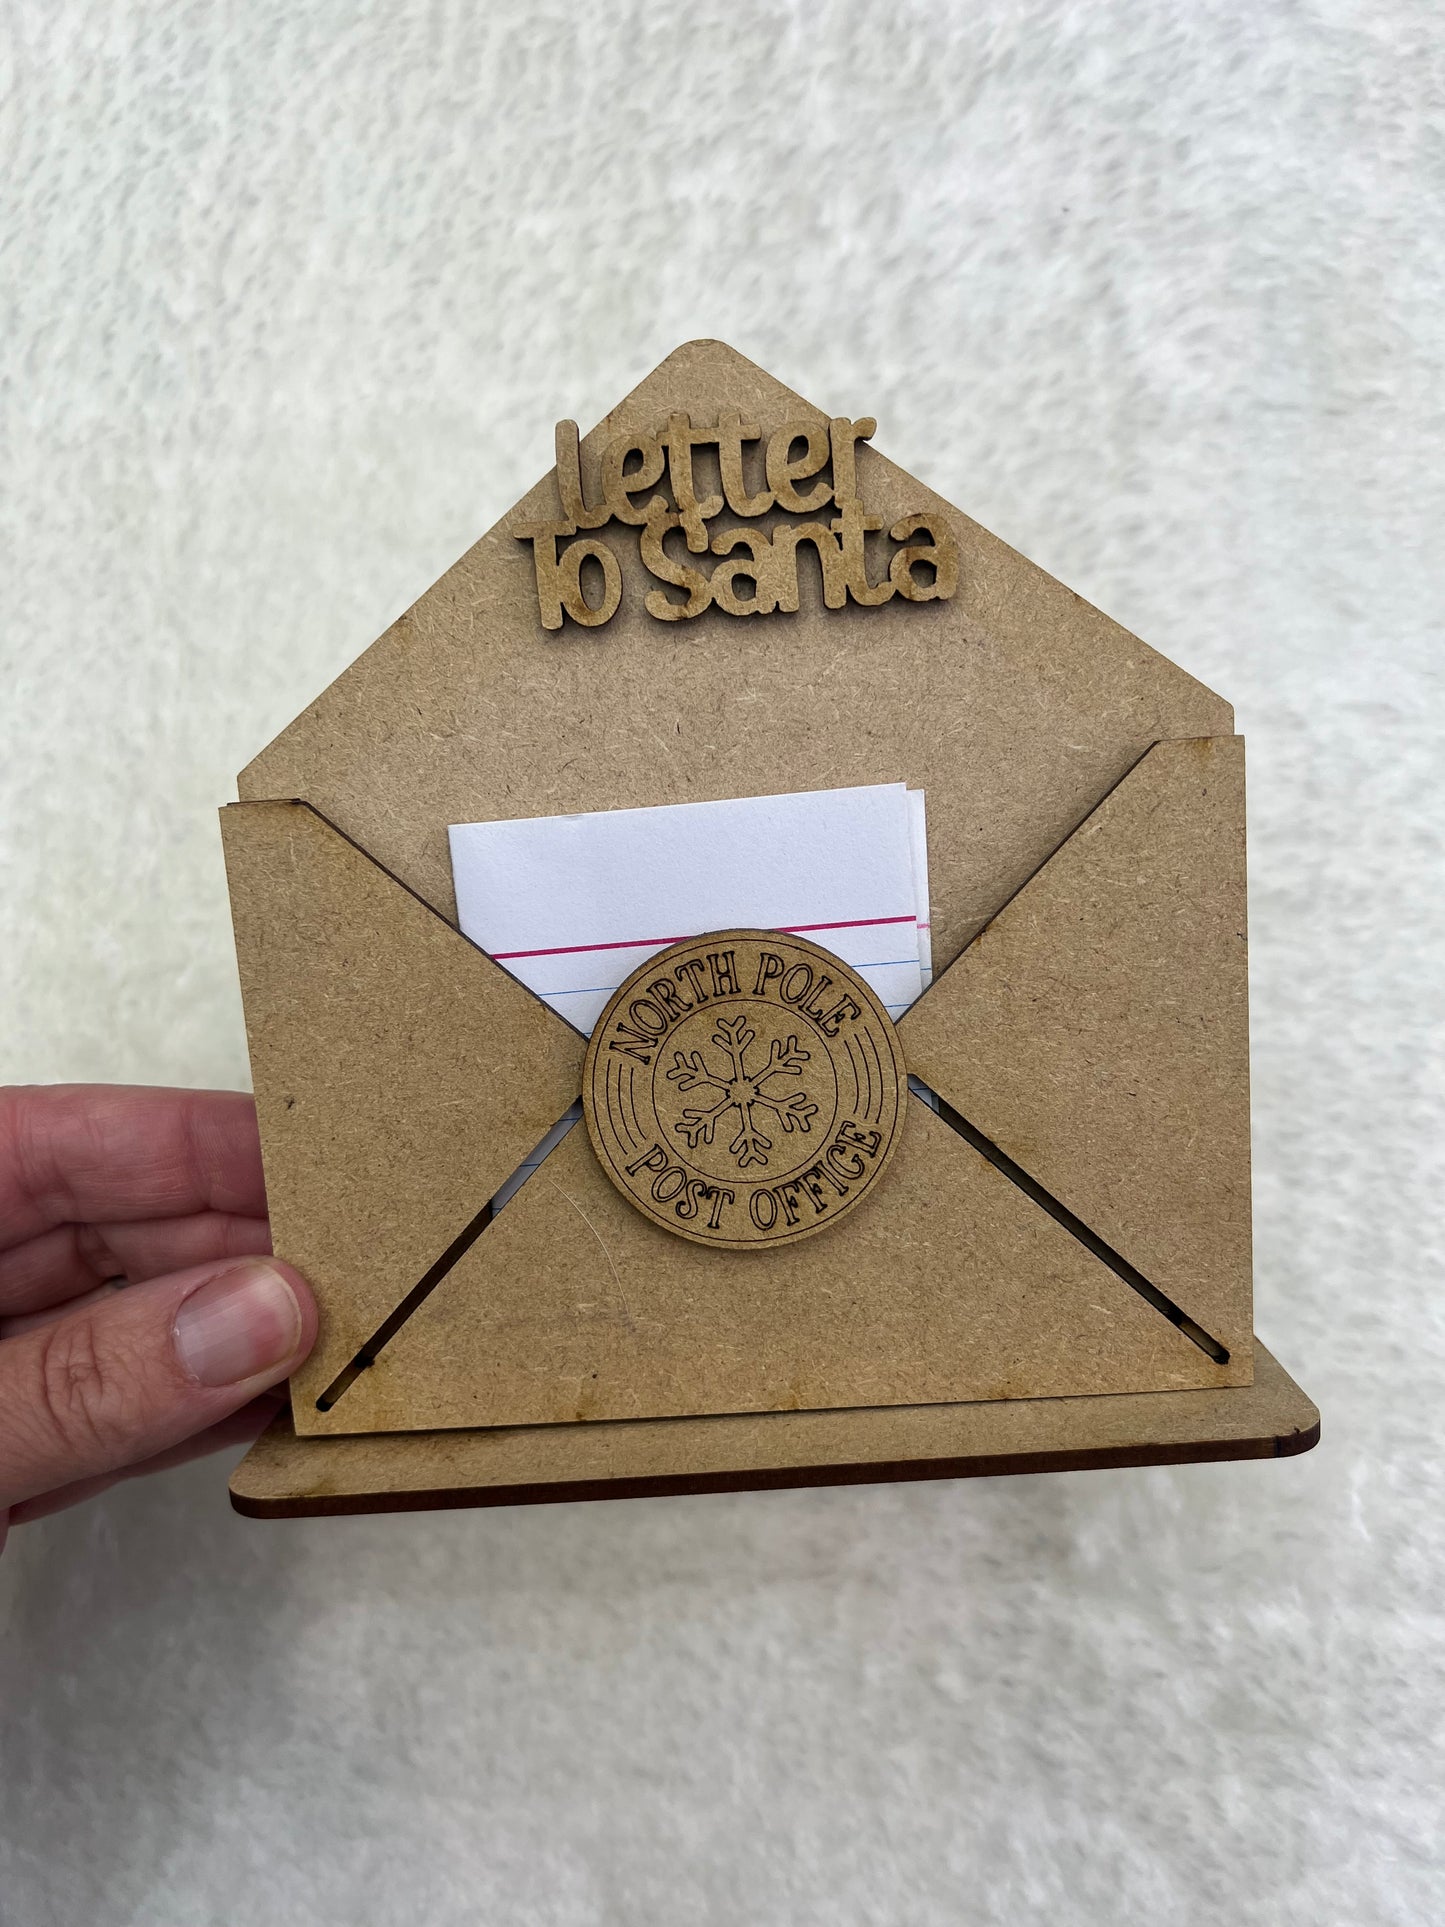 Letter
To Santa
NORTH POLE
POST OFFICE